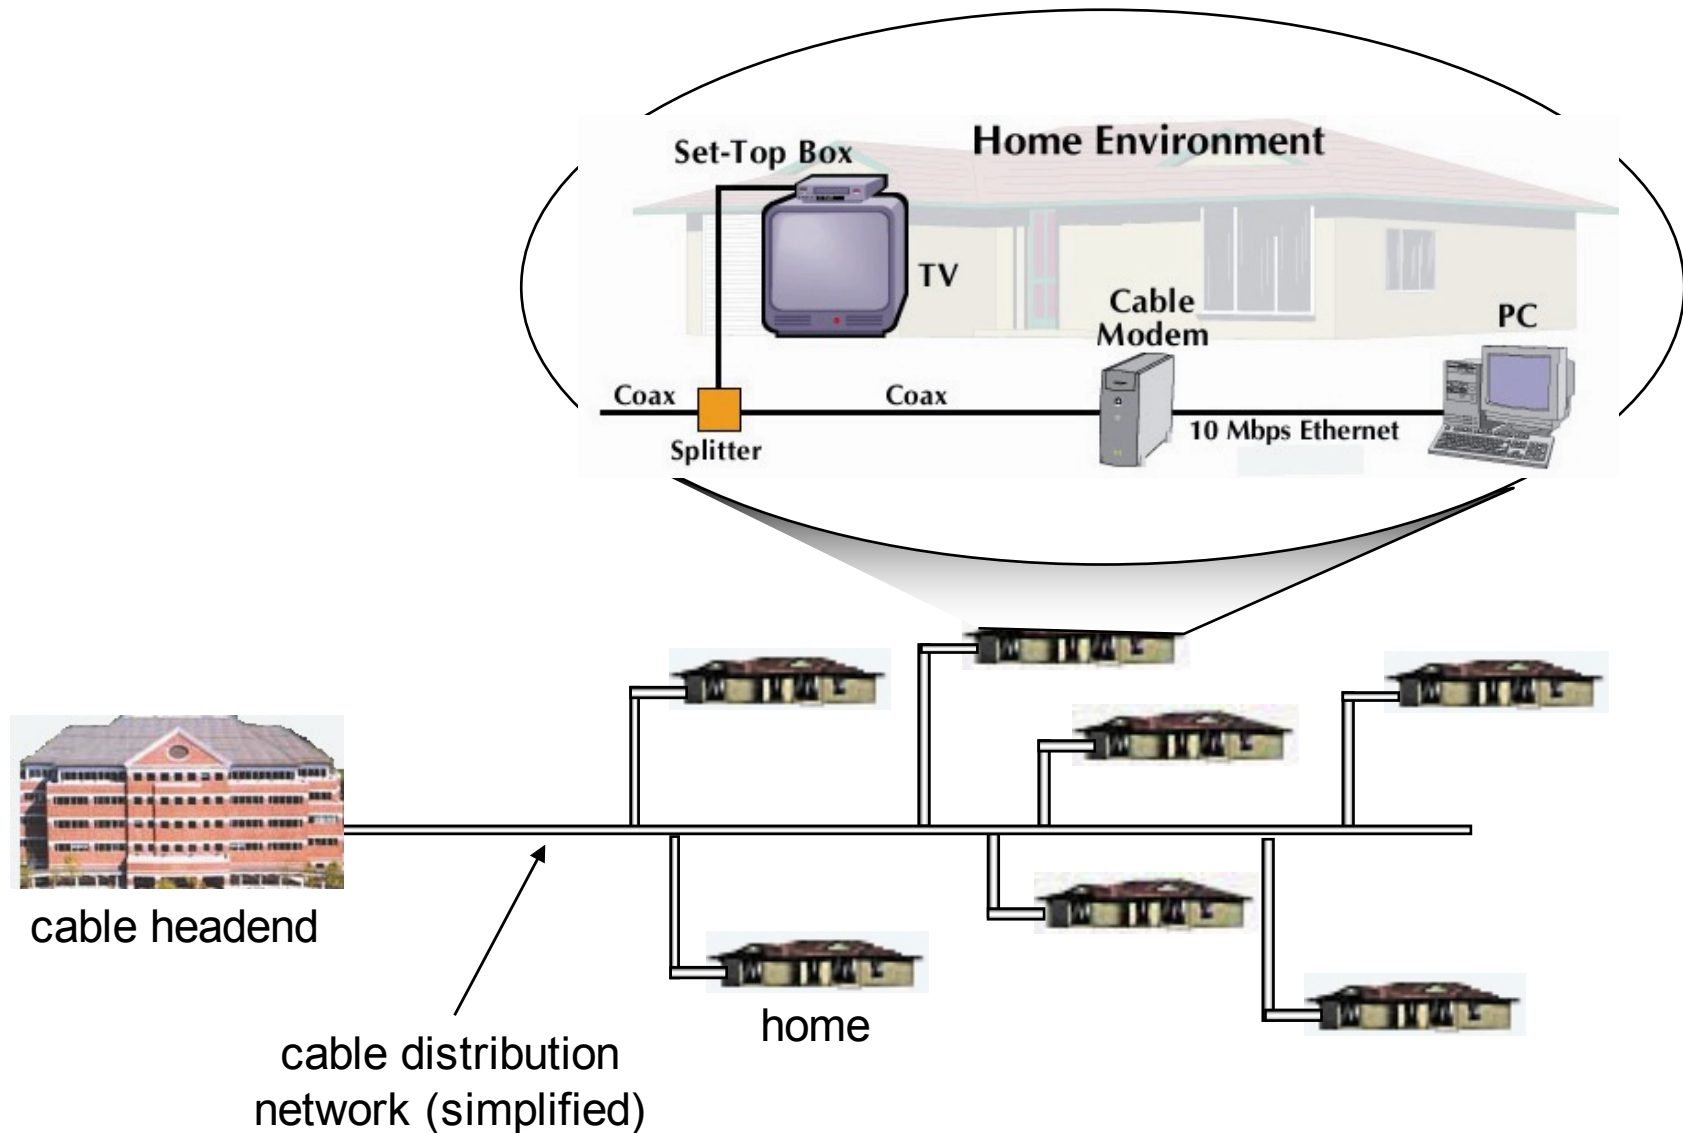 Home Environment
Set-Top Box
TV
Cable
Modem
PC
Coax
Coax
10 Mbps Ethernet
Splitter
cable headend
home
cable distribution
network (simplified)